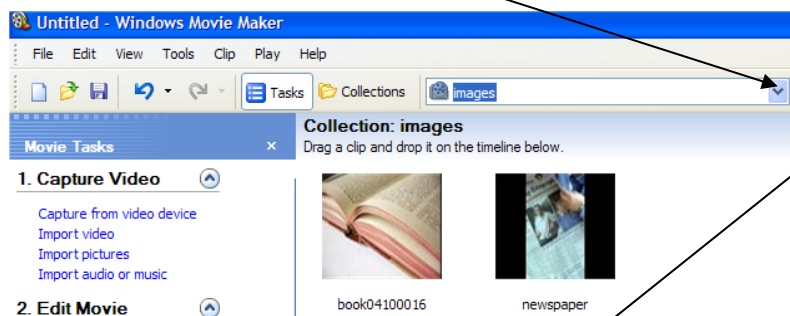 Untitled - Windows Movie Maker
File Edit View Tools Clip Play Help
Tasks Collections images
Movie Tasks ×
Collection: images
Drag a clip and drop it on the timeline below.
1. Capture Video
Capture from video device
Import video
Import pictures
Import audio or music
2. Edit Movie
book04100016 newspaper